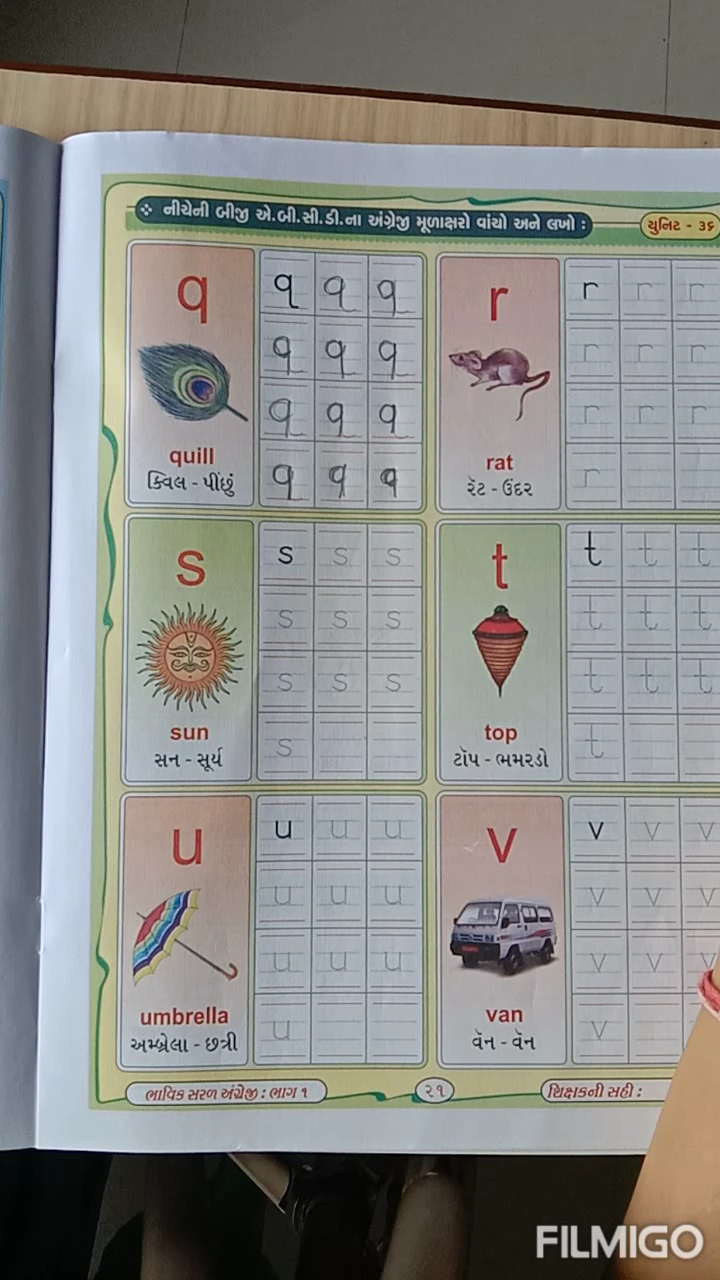 ❖ નીચેની બીજી એ.બી.સી.ડી.ના અંગ્રેજી મૂળાક્ષરો વાંચો અને લખો :
યુનિટ - ૩૬
q
q q q
q q q
q q q
q q q
quill
ક્વિલ - પીંછું
r
r r r
r r r
r r r
r
rat
રૅટ - ઉંદર
s
s s s
s s s
s s s
s
sun
સન - સૂર્ય
t
t t t
t t t
t t t
t
top
ટૉપ - ભમરડો
u
u u u
u u u
u u u
u
umbrella
અમ્બ્રેલા - છત્રી
v
v v v
v v v
v v v
v
van
વૅન - વૅન
ભાવિક સરળ અંગ્રેજી : ભાગ ૧
૨૧
શિક્ષકની સહી :
FILMIGO